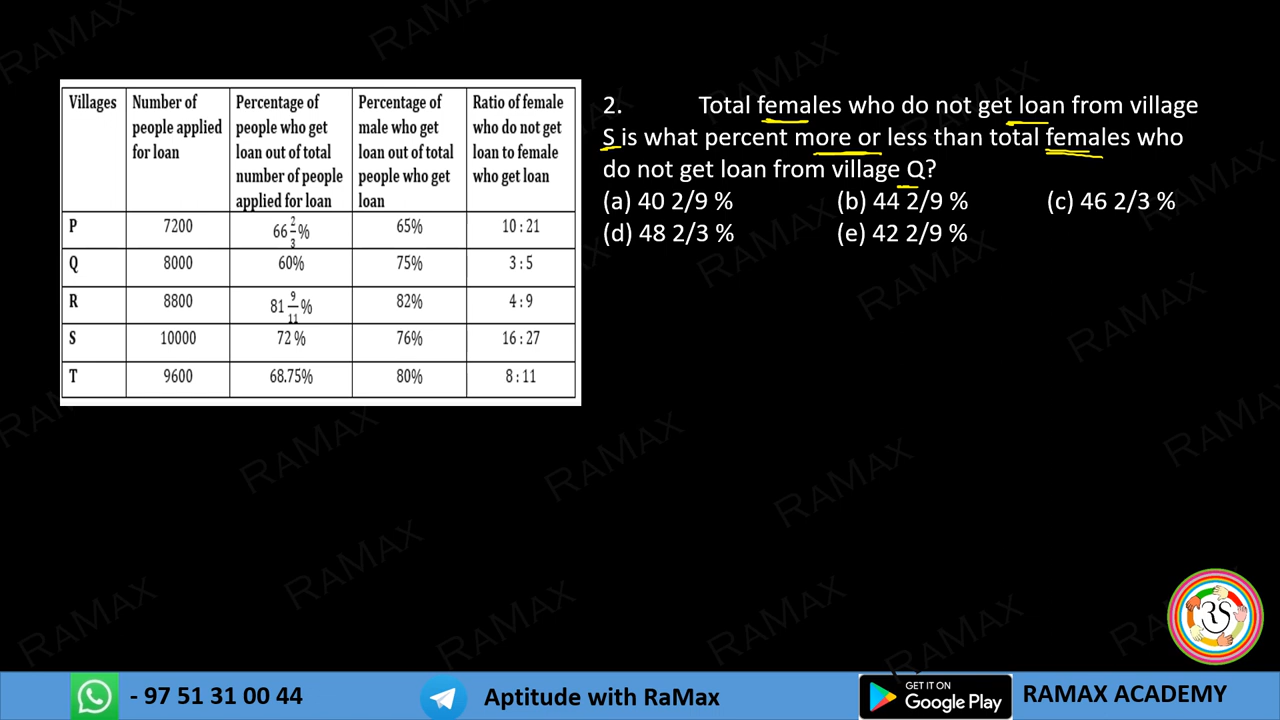 Villages Number of people applied for loan Percentage of people who get loan out of total number of people applied for loan Percentage of male who get loan out of total people who get loan Ratio of female who do not get loan to female who get loan
P 7200 66 2/3% 65% 10 : 21
Q 8000 60% 75% 3 : 5
R 8800 81 9/11% 82% 4 : 9
S 10000 72 % 76% 16 : 27
T 9600 68.75% 80% 8 : 11
2. Total females who do not get loan from village
S is what percent more or less than total females who
do not get loan from village Q?
(a) 40 2/9 % (b) 44 2/9 % (c) 46 2/3 %
(d) 48 2/3 % (e) 42 2/9 %
RAMAX
- 97 51 31 00 44
Aptitude with RaMax
GET IT ON
Google Play
RAMAX ACADEMY